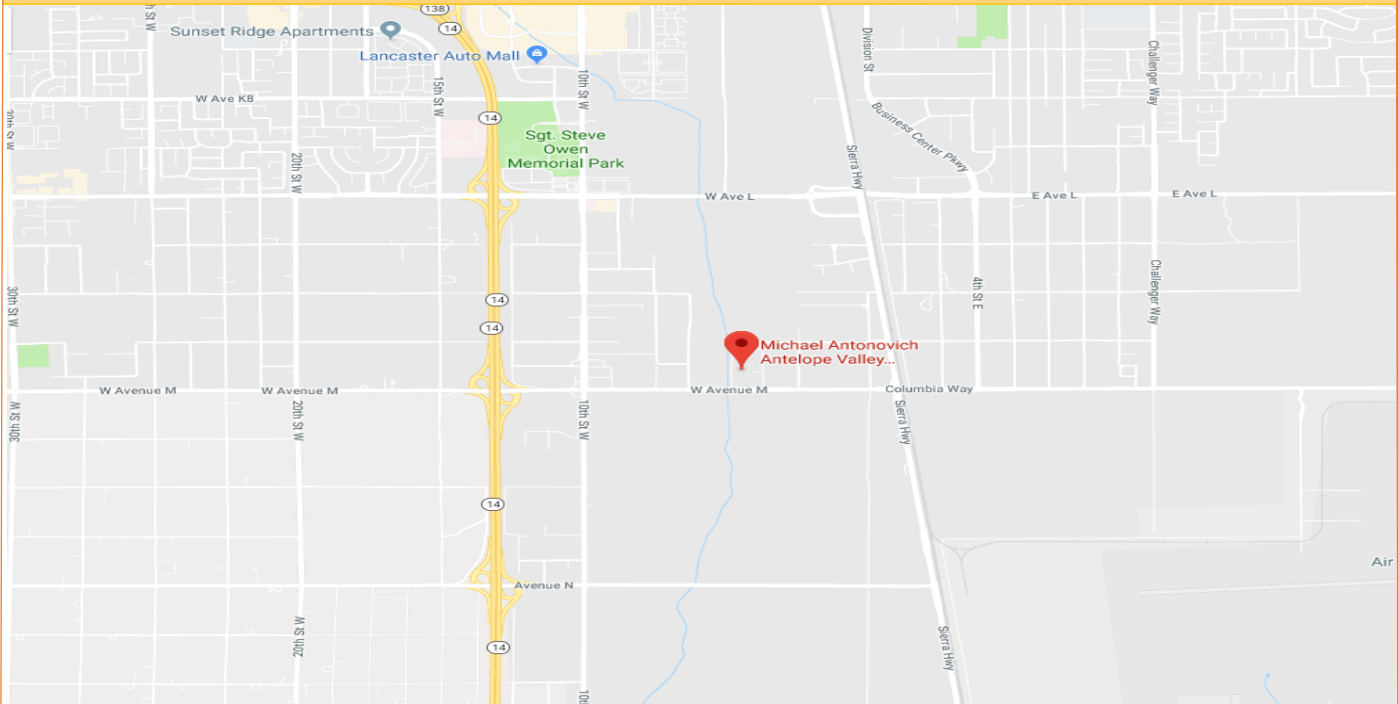 138
14
Sunset Ridge Apartments
Lancaster Auto Mall
Division St
Challenger Way
15th St W
10th St W
W Ave K8
14
Business Center Pkwy
Sgt. Steve
Owen
Memorial Park
Sierra Hwy
20th St W
W Ave L
E Ave L
E Ave L
30th St W
14
14
4th St E
Challenger Way
Michael Antonovich
Antelope Valley...
W Avenue M
W Avenue M
W Avenue M
Columbia Way
30th St W
20th St W
10th St W
Sierra Hwy
14
Air
Avenue N
20th St W
14
Sierra Hwy